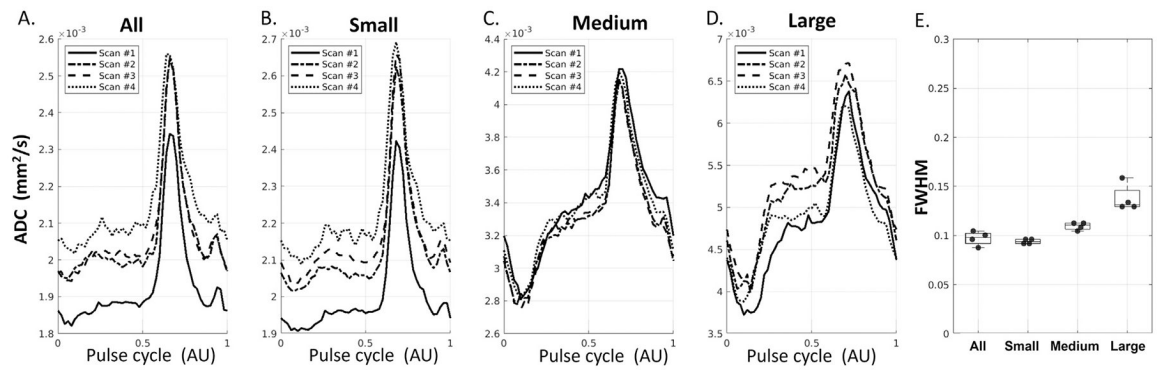 A. All
×10⁻³
Scan #1
Scan #2
Scan #3
Scan #4
2.6
2.5
2.4
2.3
2.2
2.1
2
1.9
1.8
ADC (mm²/s)
0 0.5 1
Pulse cycle (AU)
B. Small
×10⁻³
Scan #1
Scan #2
Scan #3
Scan #4
2.7
2.6
2.5
2.4
2.3
2.2
2.1
2
1.9
0 0.5 1
Pulse cycle (AU)
C. Medium
×10⁻³
Scan #1
Scan #2
Scan #3
Scan #4
4.4
4.2
4
3.8
3.6
3.4
3.2
3
2.8
2.6
0 0.5 1
Pulse cycle (AU)
D. Large
×10⁻³
Scan #1
Scan #2
Scan #3
Scan #4
7
6.5
6
5.5
5
4.5
4
3.5
0 0.5 1
Pulse cycle (AU)
E.
0.3
0.25
0.2
0.15
0.1
0.05
0
FWHM
All Small Medium Large